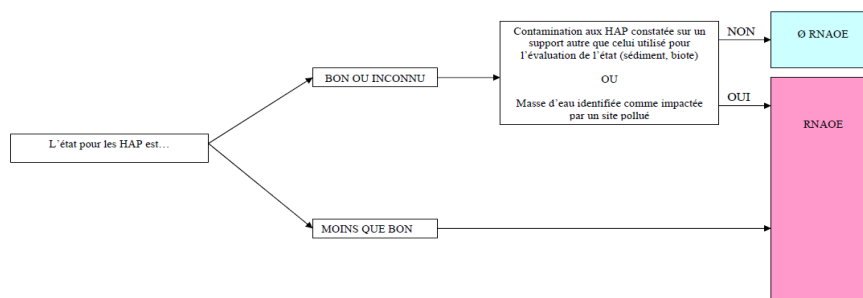 Contamination aux HAP constatée sur un
support autre que celui utilisé pour
l'évaluation de l'état (sédiment, biote)
OU
Masse d'eau identifiée comme impactée
par un site pollué
NON
Ø RNAOE
BON OU INCONNU
OUI
RNAOE
L'état pour les HAP est…
MOINS QUE BON